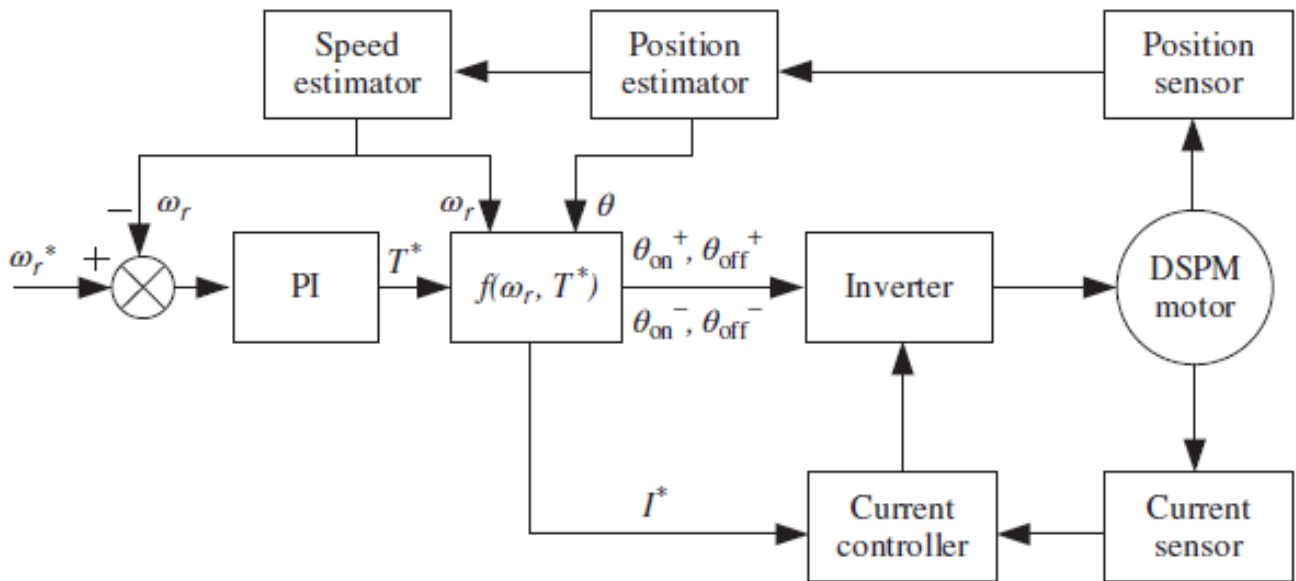 Speed
estimator
Position
estimator
Position
sensor
− ωr
ωr
θ
ωr* +
PI
T*
f(ωr, T*)
θon+, θoff+
θon−, θoff−
Inverter
DSPM
motor
I*
Current
controller
Current
sensor